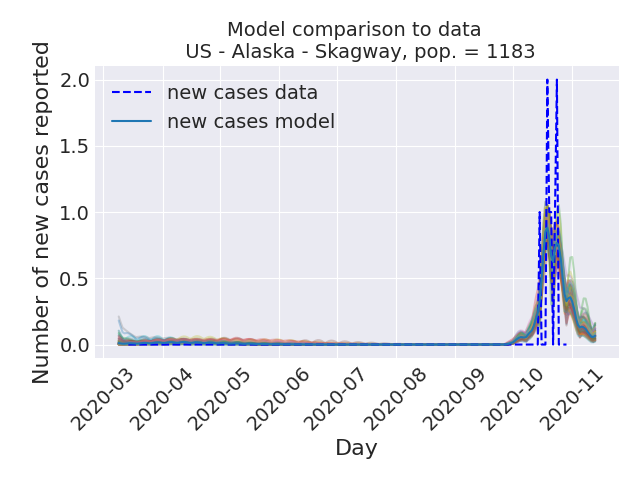 Model comparison to data
US - Alaska - Skagway, pop. = 1183
Number of new cases reported
2.0
1.5
1.0
0.5
0.0
new cases data
new cases model
2020-03
2020-04
2020-05
2020-06
2020-07
2020-08
2020-09
2020-10
2020-11
Day